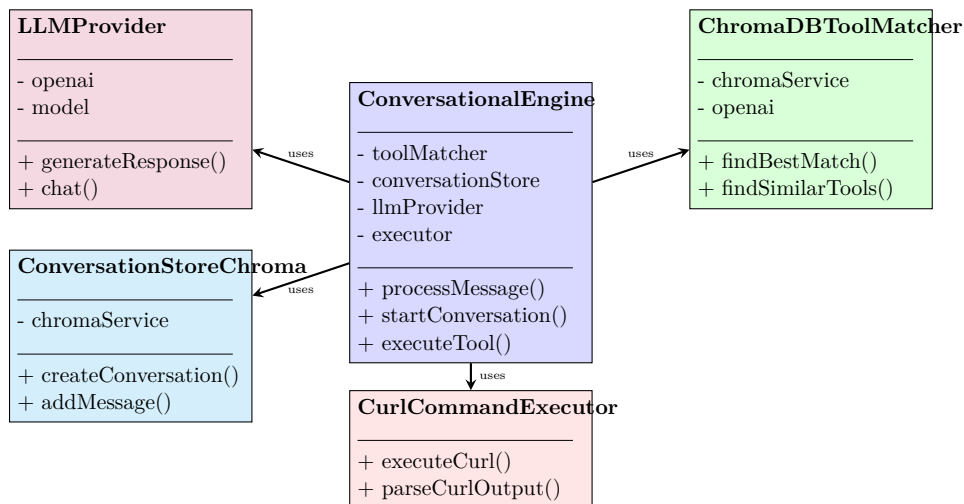 LLMProvider
- openai
- model
+ generateResponse()
+ chat()
uses
ConversationalEngine
- toolMatcher
- conversationStore
- llmProvider
- executor
+ processMessage()
+ startConversation()
+ executeTool()
uses
ChromaDBToolMatcher
- chromaService
- openai
+ findBestMatch()
+ findSimilarTools()
ConversationStoreChroma
- chromaService
+ createConversation()
+ addMessage()
uses
uses
CurlCommandExecutor
+ executeCurl()
+ parseCurlOutput()